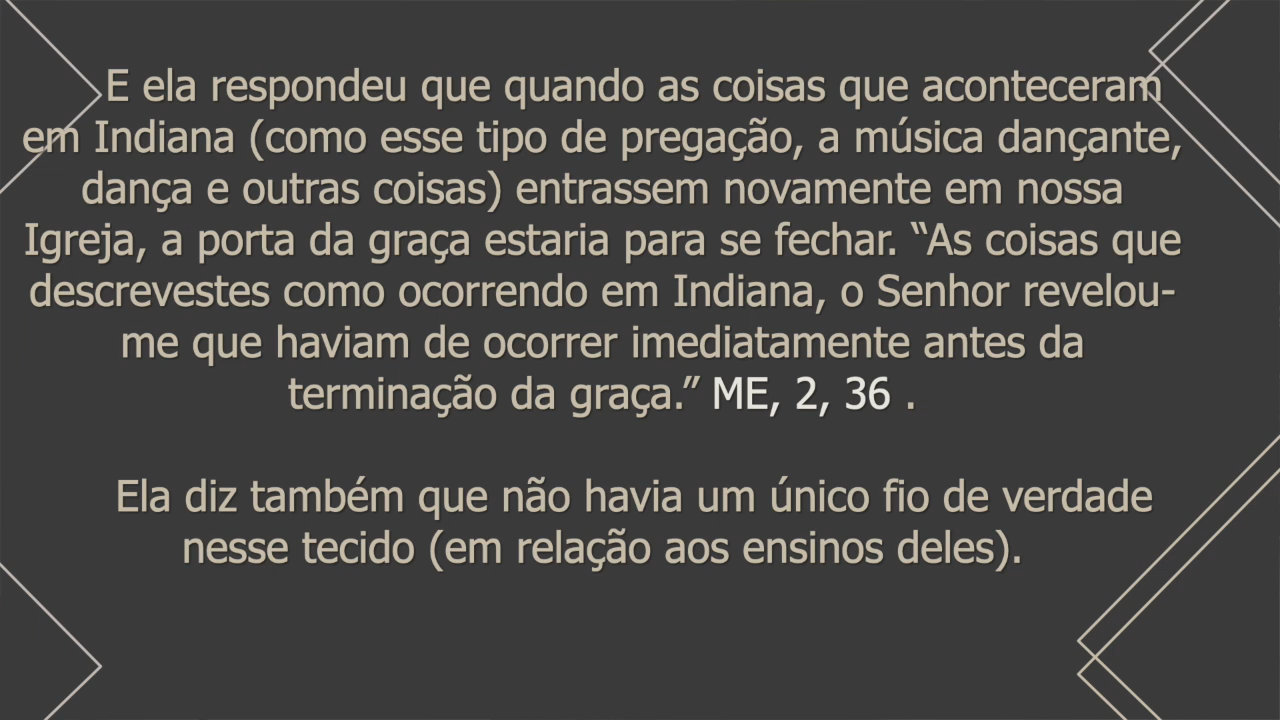 E ela respondeu que quando as coisas que aconteceram
em Indiana (como esse tipo de pregação, a música dançante,
dança e outras coisas) entrassem novamente em nossa
Igreja, a porta da graça estaria para se fechar. “As coisas que
descrevestes como ocorrendo em Indiana, o Senhor revelou-
me que haviam de ocorrer imediatamente antes da
terminação da graça.” ME, 2, 36 .
Ela diz também que não havia um único fio de verdade
nesse tecido (em relação aos ensinos deles).